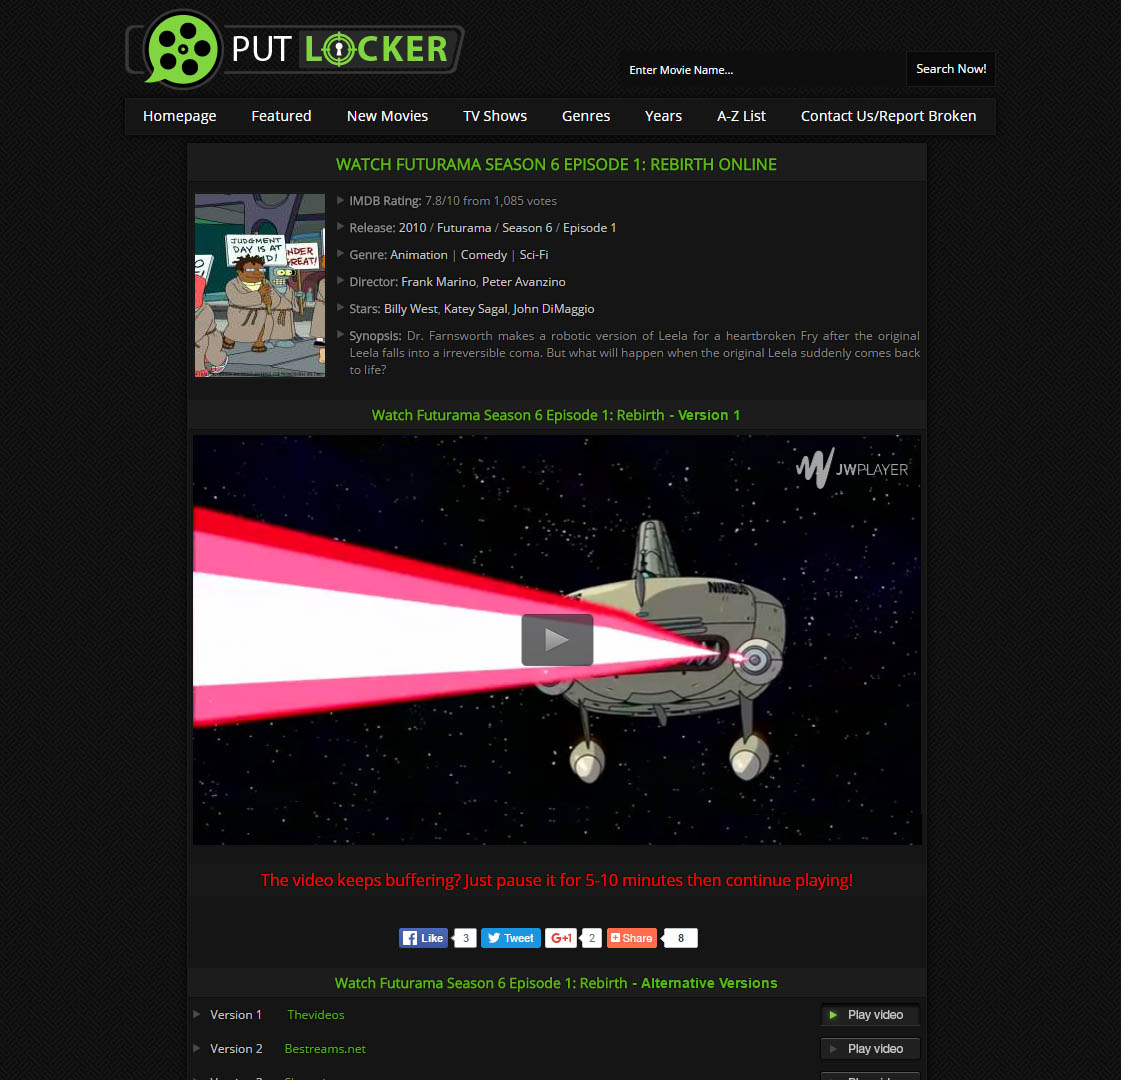 PUT LOCKER
Enter Movie Name...
Search Now!
Homepage Featured New Movies TV Shows Genres Years A-Z List Contact Us/Report Broken
WATCH FUTURAMA SEASON 6 EPISODE 1: REBIRTH ONLINE
JUDGMENT
DAY IS AT
IMDB Rating: 7.8/10 from 1,085 votes
Release: 2010 / Futurama / Season 6 / Episode 1
Genre: Animation | Comedy | Sci-Fi
Director: Frank Marino, Peter Avanzino
Stars: Billy West, Katey Sagal, John DiMaggio
Synopsis: Dr. Farnsworth makes a robotic version of Leela for a heartbroken Fry after the original
Leela falls into a irreversible coma. But what will happen when the original Leela suddenly comes back
to life?
Watch Futurama Season 6 Episode 1: Rebirth - Version 1
JWPLAYER
NIMBUS
The video keeps buffering? Just pause it for 5-10 minutes then continue playing!
Like 3 Tweet G+1 2 Share 8
Watch Futurama Season 6 Episode 1: Rebirth - Alternative Versions
Version 1 Thevideos Play video
Version 2 Bestreams.net Play video